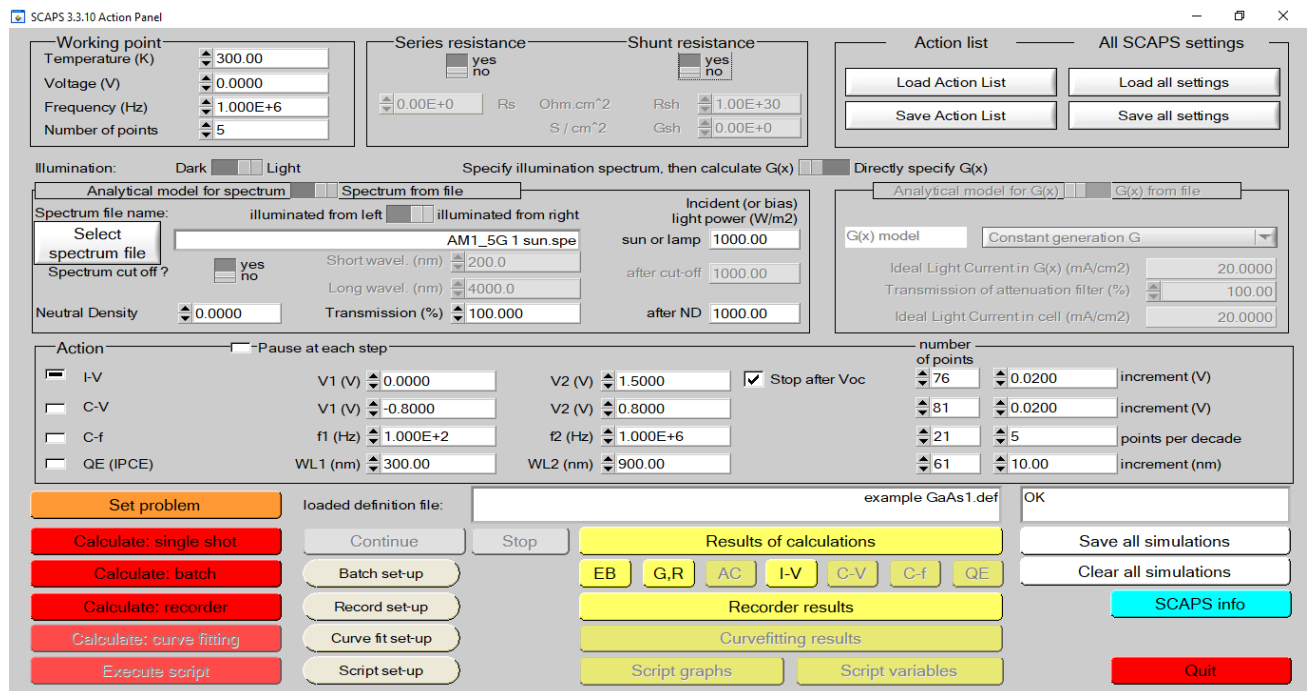 SCAPS 3.3.10 Action Panel
Working point
Temperature (K) 300.00
Voltage (V) 0.0000
Frequency (Hz) 1.000E+6
Number of points 5
Series resistance
yes
no
Shunt resistance
yes
no
0.00E+0 Rs Ohm.cm^2 Rsh 1.00E+30
S / cm^2 Gsh 0.00E+0
Action list
All SCAPS settings
Load Action List
Load all settings
Save Action List
Save all settings
Illumination: Dark Light
Specify illumination spectrum, then calculate G(x) Directly specify G(x)
Analytical model for spectrum Spectrum from file
Spectrum file name:
illuminated from left illuminated from right
Incident (or bias)
light power (W/m2)
Select
spectrum file
AM1_5G 1 sun.spe
sun or lamp 1000.00
Spectrum cut off ? yes
no
Short wavel. (nm) 200.0
after cut-off 1000.00
Long wavel. (nm) 4000.0
Neutral Density 0.0000
Transmission (%) 100.000
after ND 1000.00
Analytical model for G(x) G(x) from file
G(x) model Constant generation G
Ideal Light Current in G(x) (mA/cm2) 20.0000
Transmission of attenuation filter (%) 100.00
Ideal Light Current in cell (mA/cm2) 20.0000
Action
Pause at each step
number
of points
I-V V1 (V) 0.0000 V2 (V) 1.5000 Stop after Voc 76 0.0200 increment (V)
C-V V1 (V) -0.8000 V2 (V) 0.8000 81 0.0200 increment (V)
C-f f1 (Hz) 1.000E+2 f2 (Hz) 1.000E+6 21 5 points per decade
QE (IPCE) WL1 (nm) 300.00 WL2 (nm) 900.00 61 10.00 increment (nm)
Set problem
loaded definition file: example GaAs1.def
OK
Calculate: single shot
Continue
Stop
Results of calculations
Save all simulations
Calculate: batch
Batch set-up
EB G,R AC I-V C-V C-f QE
Clear all simulations
Calculate: recorder
Record set-up
Recorder results
SCAPS info
Calculate: curve fitting
Curve fit set-up
Curvefitting results
Execute script
Script set-up
Script graphs
Script variables
Quit